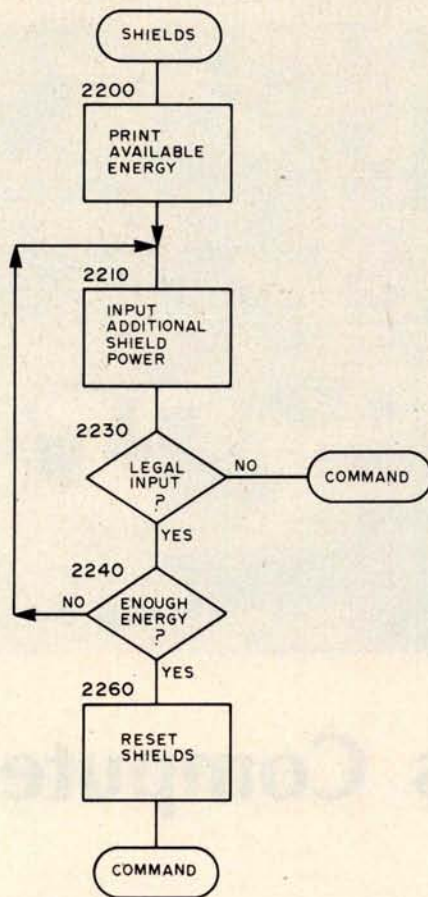 SHIELDS
2200
PRINT
AVAILABLE
ENERGY
2210
INPUT
ADDITIONAL
SHIELD
POWER
2230
LEGAL
INPUT
?
NO
COMMAND
YES
2240
NO
ENOUGH
ENERGY
?
YES
2260
RESET
SHIELDS
s Compute
COMMAND